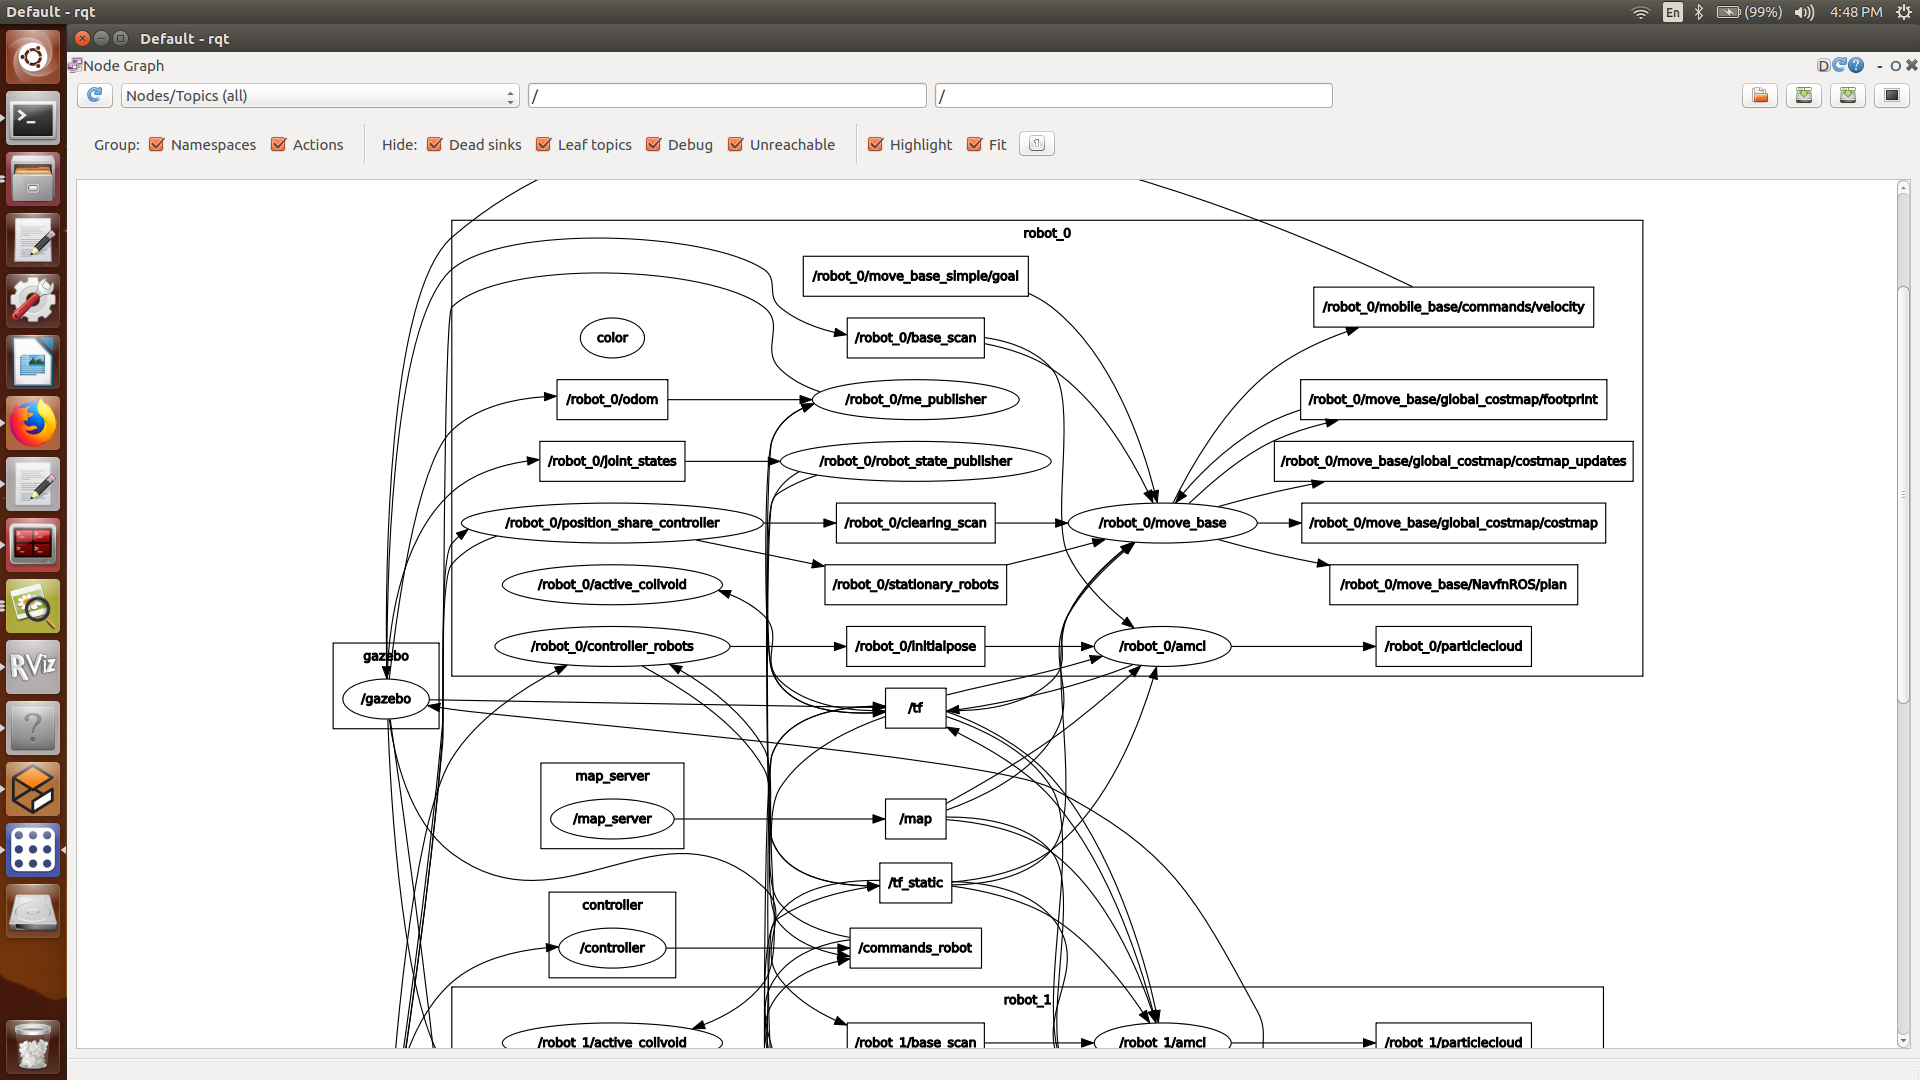 Default - rqt
En
(99%)
4:48 PM
Default - rqt
Node Graph
D
- O
Nodes/Topics (all)
/
/
Group:
Namespaces
Actions
Hide:
Dead sinks
Leaf topics
Debug
Unreachable
Highlight
Fit
robot_0
/robot_0/move_base_simple/goal
/robot_0/mobile_base/commands/velocity
color
/robot_0/base_scan
/robot_0/odom
/robot_0/me_publisher
/robot_0/move_base/global_costmap/footprint
/robot_0/joint_states
/robot_0/robot_state_publisher
/robot_0/move_base/global_costmap/costmap_updates
/robot_0/position_share_controller
/robot_0/clearing_scan
/robot_0/move_base
/robot_0/move_base/global_costmap/costmap
/robot_0/active_collvoid
/robot_0/stationary_robots
/robot_0/move_base/NavfnROS/plan
/robot_0/controller_robots
/robot_0/initialpose
/robot_0/amcl
/robot_0/particlecloud
gazebo
/gazebo
/tf
RViz
map_server
/map_server
/map
/tf_static
controller
/controller
/commands_robot
robot_1
/robot_1/active_collvoid
/robot_1/base_scan
/robot_1/amcl
/robot_1/particlecloud